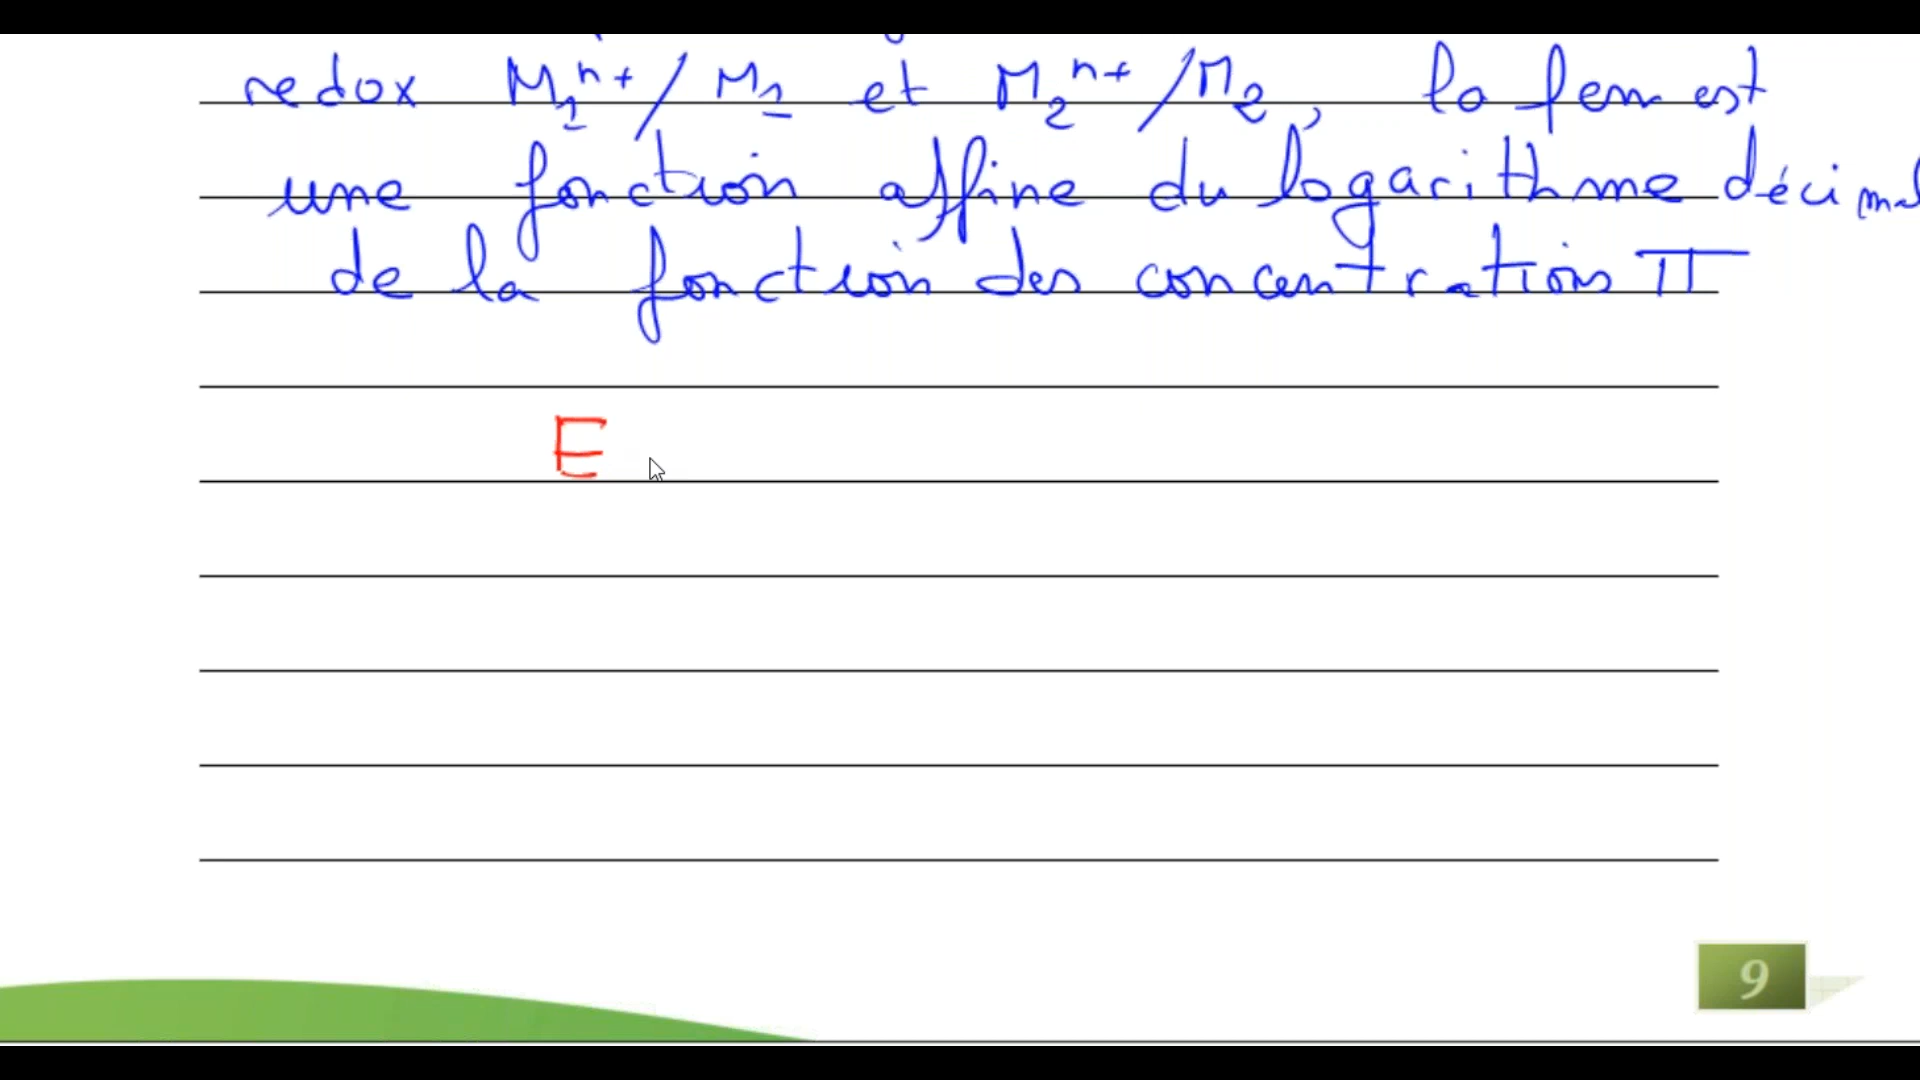 redox M₁ⁿ⁺/M₁ et M₂ⁿ⁺/M₂, la fem est
une fonction affine du logarithme décimal
de la fonction des concentrations Π
E
9